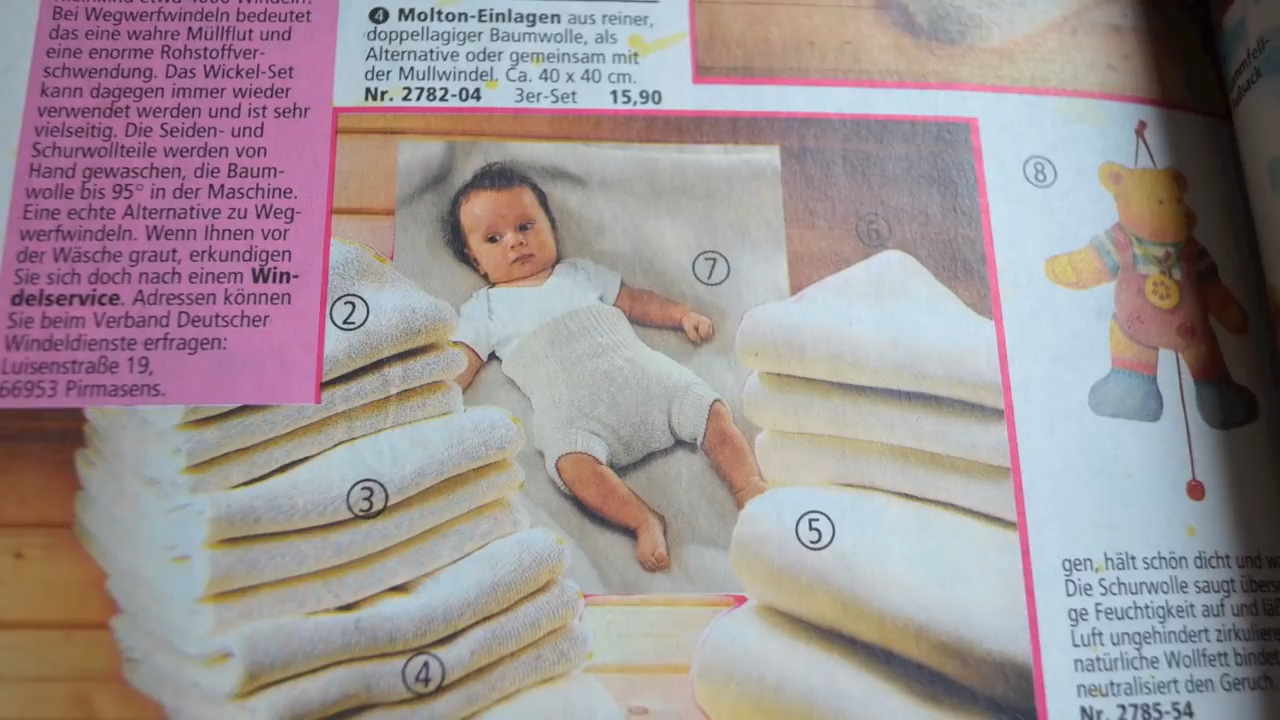 Bei Wegwerfwindeln bedeutet
das eine wahre Müllflut und
eine enorme Rohstoffver-
schwendung. Das Wickel-Set
kann dagegen immer wieder
verwendet werden und ist sehr
vielseitig. Die Seiden- und
Schurwollteile werden von
Hand gewaschen, die Baum-
wolle bis 95° in der Maschine.
Eine echte Alternative zu Weg-
werfwindeln. Wenn Ihnen vor
der Wäsche graut, erkundigen
Sie sich doch nach einem Win-
delservice. Adressen können
Sie beim Verband Deutscher
Windeldienste erfragen:
Luisenstraße 19,
66953 Pirmasens.
4 Molton-Einlagen aus reiner,
doppellagiger Baumwolle, als
Alternative oder gemeinsam mit
der Mullwindel. Ca. 40 x 40 cm.
Nr. 2782-04 3er-Set 15,90
2
3
4
7
6
5
8
gen, hält schön dicht und
Die Schurwolle saugt
ge Feuchtigkeit auf und
Luft ungehindert
natürliche Wollfett
neutralisiert den Geruch.
Nr. 2785-54